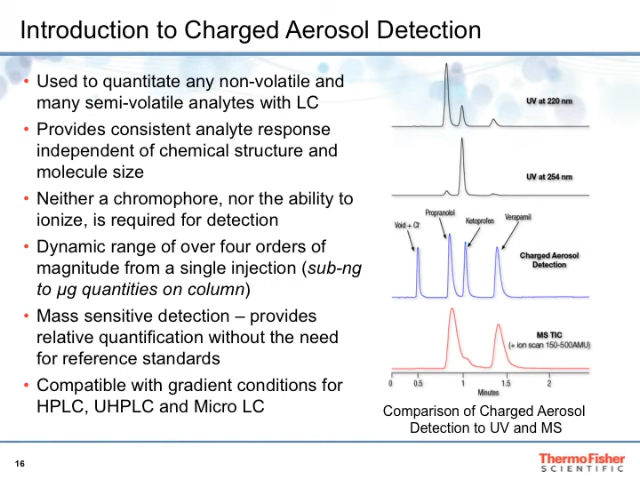 Introduction to Charged Aerosol Detection
• Used to quantitate any non-volatile and
many semi-volatile analytes with LC
• Provides consistent analyte response
independent of chemical structure and
molecule size
• Neither a chromophore, nor the ability to
ionize, is required for detection
• Dynamic range of over four orders of
magnitude from a single injection (sub-ng
to µg quantities on column)
• Mass sensitive detection – provides
relative quantification without the need
for reference standards
• Compatible with gradient conditions for
HPLC, UHPLC and Micro LC
UV at 220 nm
UV at 254 nm
Void + Cl-
Propranolol
Ketoprofen
Verapamil
Charged Aerosol
Detection
MS TIC
(+ ion scan 150-500AMU)
0 0.5 1 1.5 2
Minutes
Comparison of Charged Aerosol
Detection to UV and MS
16
ThermoFisher
SCIENTIFIC